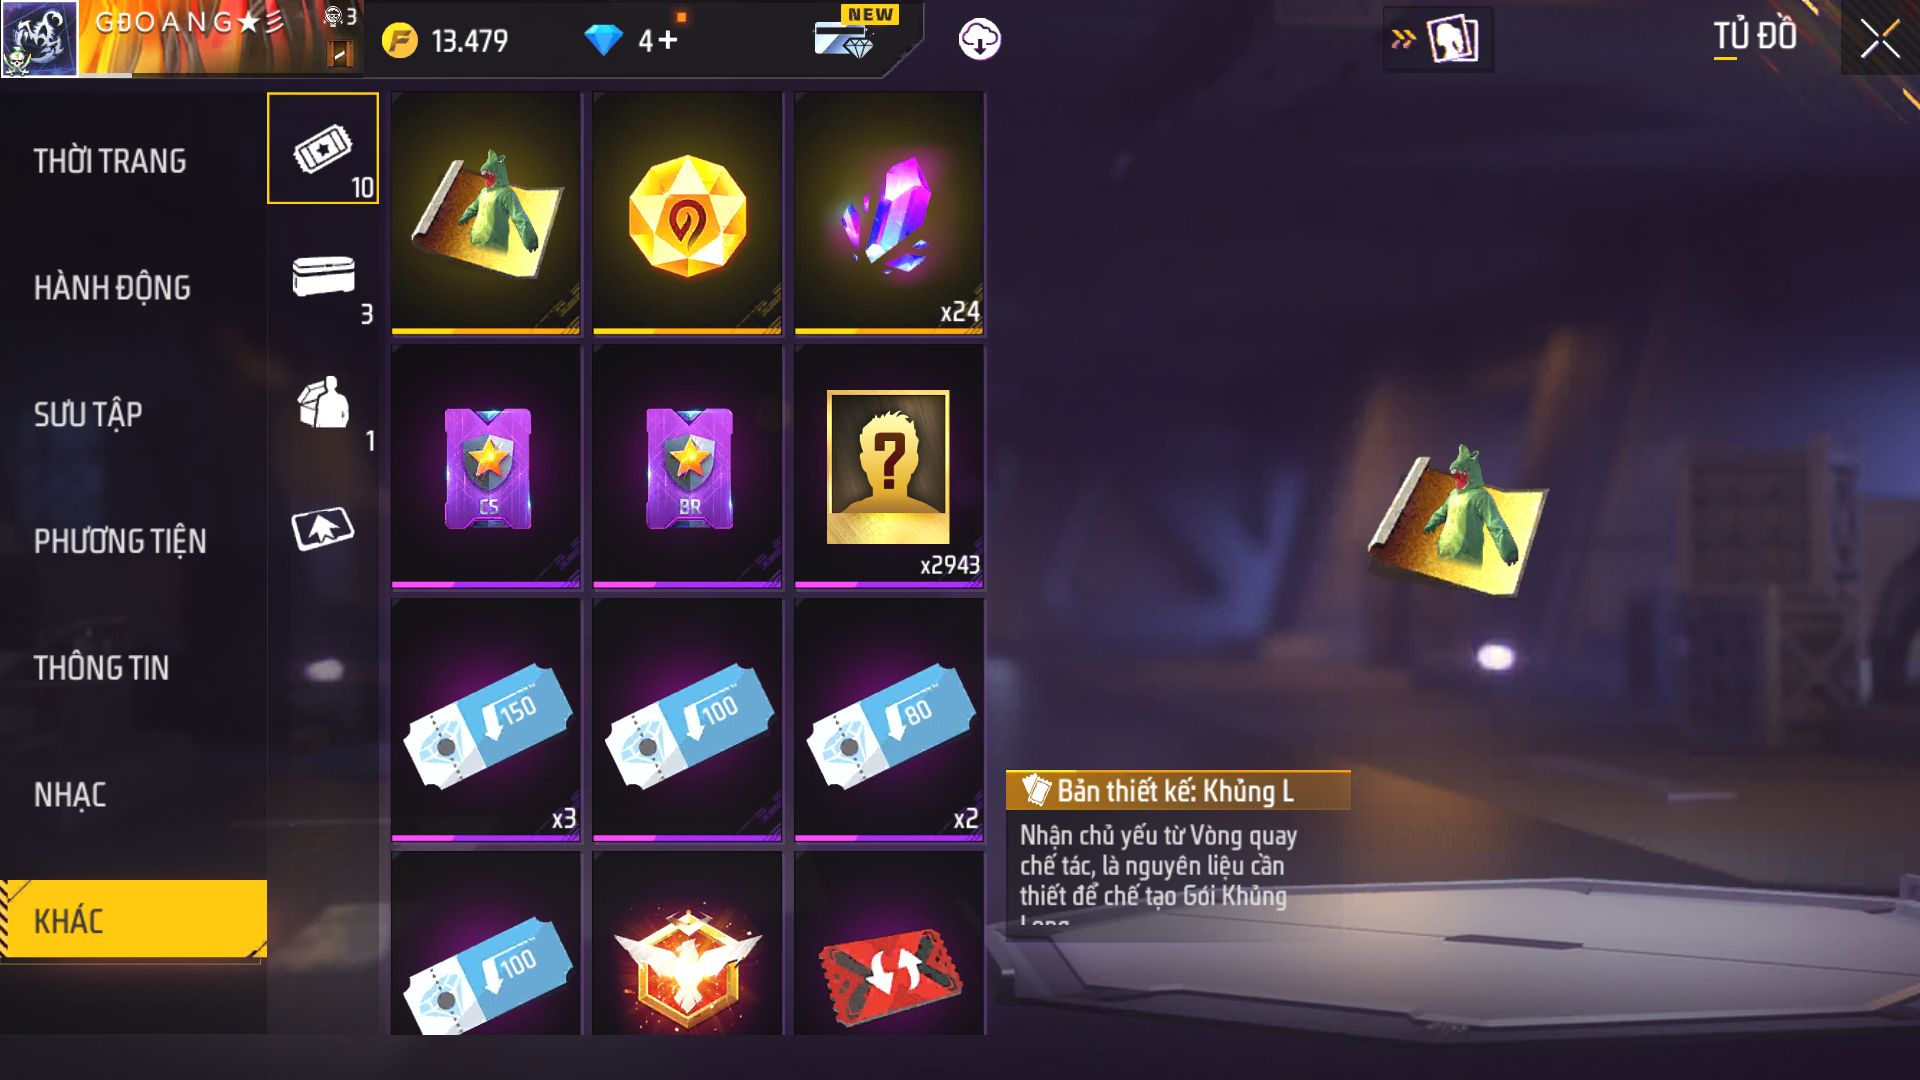 GĐOANG★彡
3
13.479
4+
NEW
TỦ ĐỒ
THỜI TRANG
HÀNH ĐỘNG
SƯU TẬP
PHƯƠNG TIỆN
THÔNG TIN
NHẠC
KHÁC
10
3
1
x24
CS
BR
?
x2943
150
x3
100
80
x2
100
Bản thiết kế: Khủng L
Nhận chủ yếu từ Vòng quay
chế tác, là nguyên liệu cần
thiết để chế tạo Gói Khủng
Long